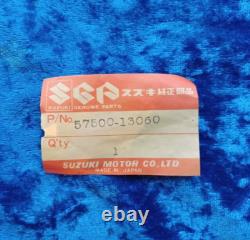 SGP スズキ純正部品
SUZUKI GENUINE PARTS
P/No. 57500-13060
Q'ty 1
SUZUKI MOTOR CO.,LTD
MADE IN JAPAN